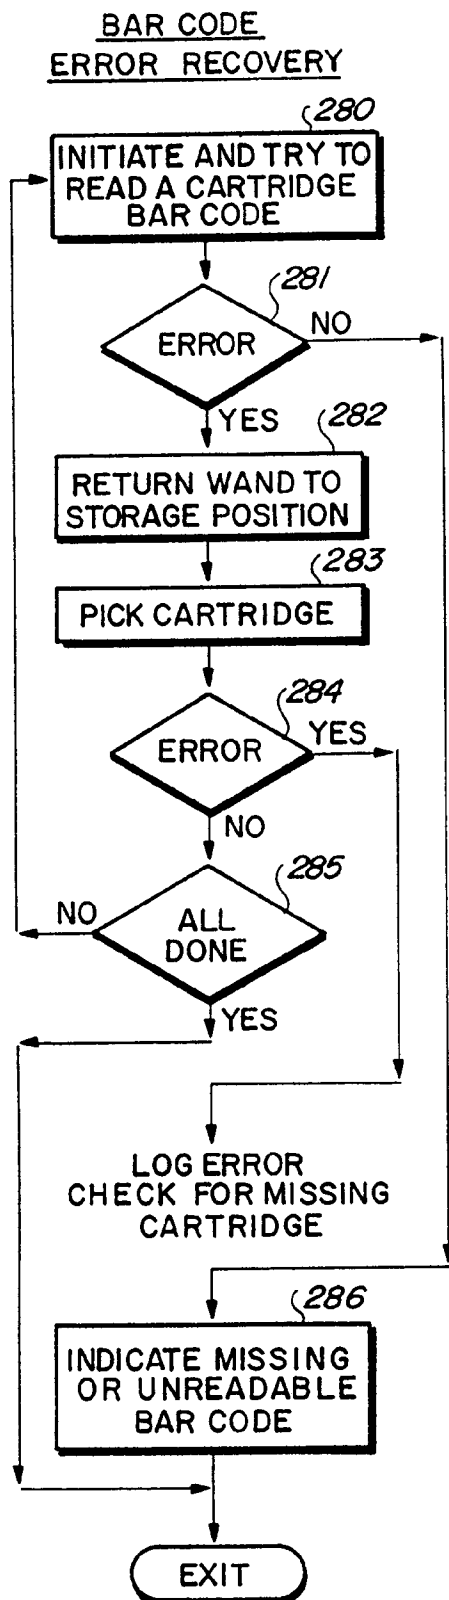 BAR CODE
ERROR RECOVERY
280
INITIATE AND TRY TO
READ A CARTRIDGE
BAR CODE
281
ERROR
NO
YES
282
RETURN WAND TO
STORAGE POSITION
283
PICK CARTRIDGE
284
ERROR
YES
NO
285
ALL
DONE
NO
YES
LOG ERROR
CHECK FOR MISSING
CARTRIDGE
286
INDICATE MISSING
OR UNREADABLE
BAR CODE
EXIT